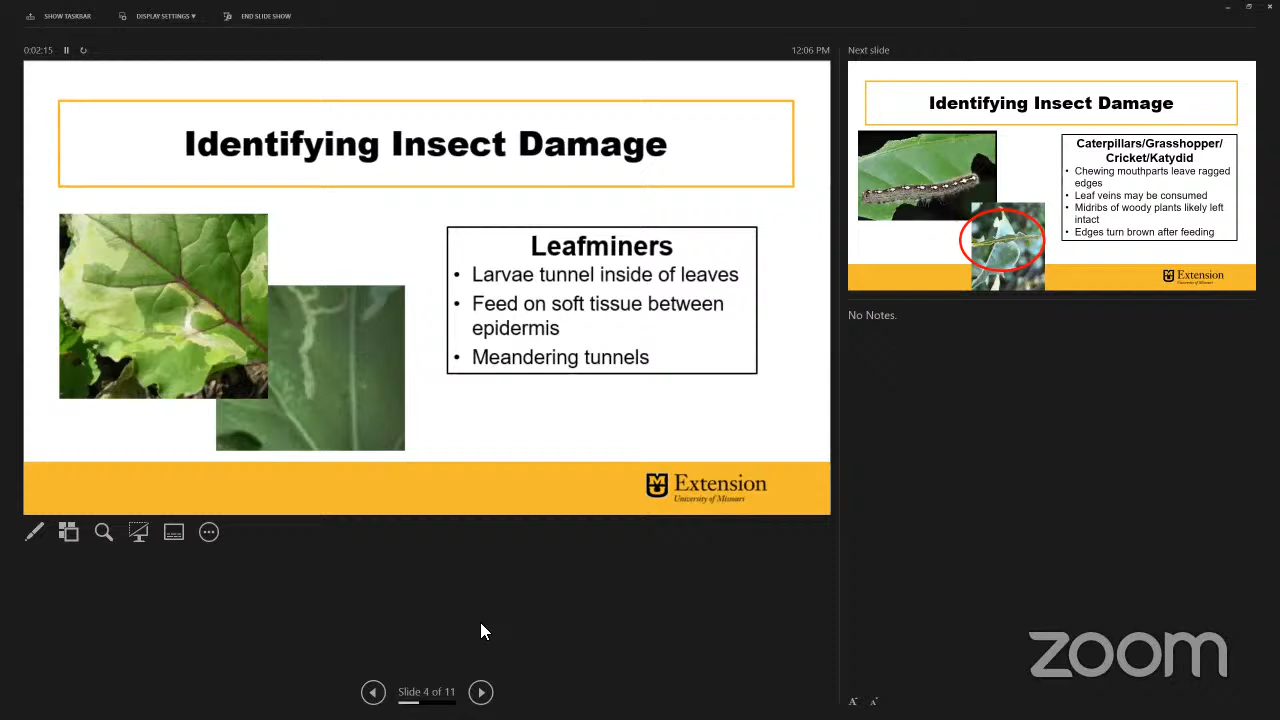 SHOW TASKBAR
DISPLAY SETTINGS ▾
END SLIDE SHOW
0:02:15
12:06 PM
Identifying Insect Damage
Leafminers
• Larvae tunnel inside of leaves
• Feed on soft tissue between
epidermis
• Meandering tunnels
Extension
University of Missouri
Slide 4 of 11
Next slide
Identifying Insect Damage
Caterpillars/Grasshopper/
Cricket/Katydid
• Chewing mouthparts leave ragged
edges
• Leaf veins may be consumed
• Midribs of woody plants likely left
intact
• Edges turn brown after feeding
Extension
University of Missouri
No Notes.
zoom
A A